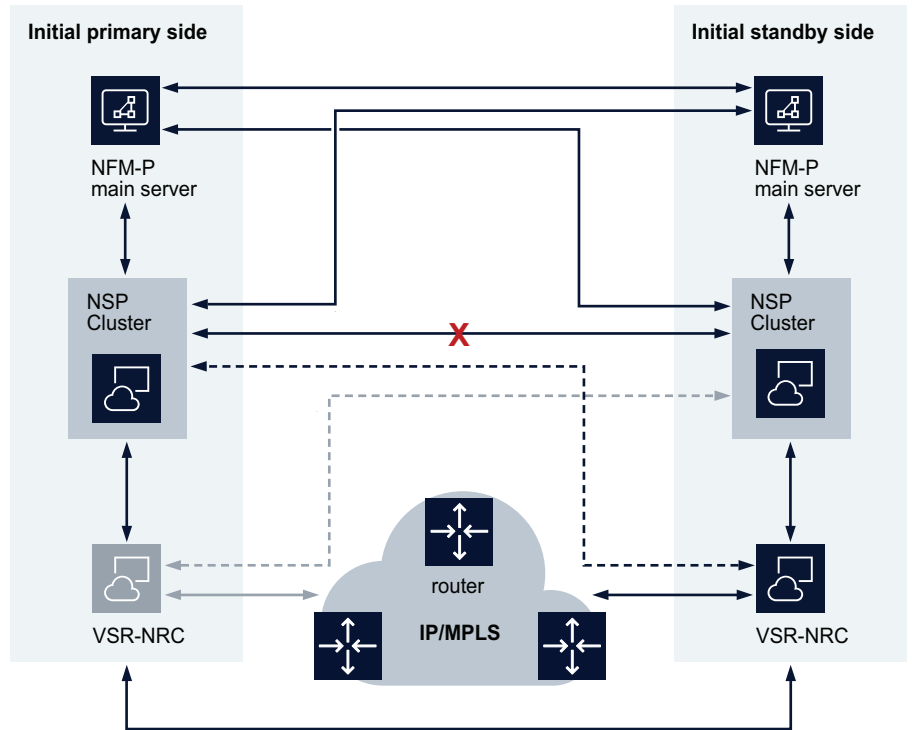 Initial primary side
Initial standby side
NFM-P
main server
NFM-P
main server
NSP
Cluster
NSP
Cluster
X
router
IP/MPLS
VSR-NRC
VSR-NRC